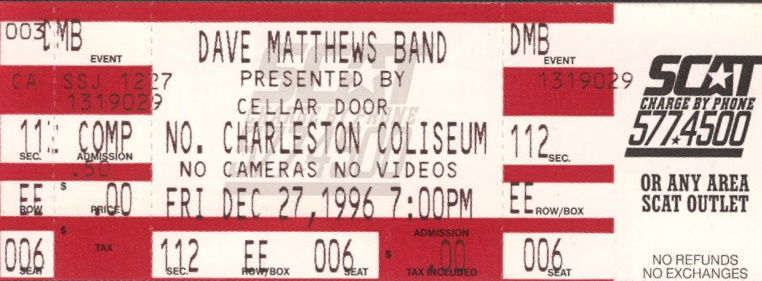 003 DMB
EVENT
CA SSJ 1227
1319029
112 COMP
SEC. ADMISSION
.50
$
EE .00
ROW PRICE
$
TAX
006
SEAT
DAVE MATTHEWS BAND
PRESENTED BY
CELLAR DOOR
NO. CHARLESTON COLISEUM
NO CAMERAS NO VIDEOS
FRI DEC 27,1996 7:00PM
112 EE 006
SEC. ROW/BOX SEAT
ADMISSION
$ .00
TAX INCLUDED
DMB
EVENT
1319029
112 SEC.
EE ROW/BOX
006
SEAT
SCAT
CHARGE BY PHONE
577-4500
OR ANY AREA
SCAT OUTLET
NO REFUNDS
NO EXCHANGES